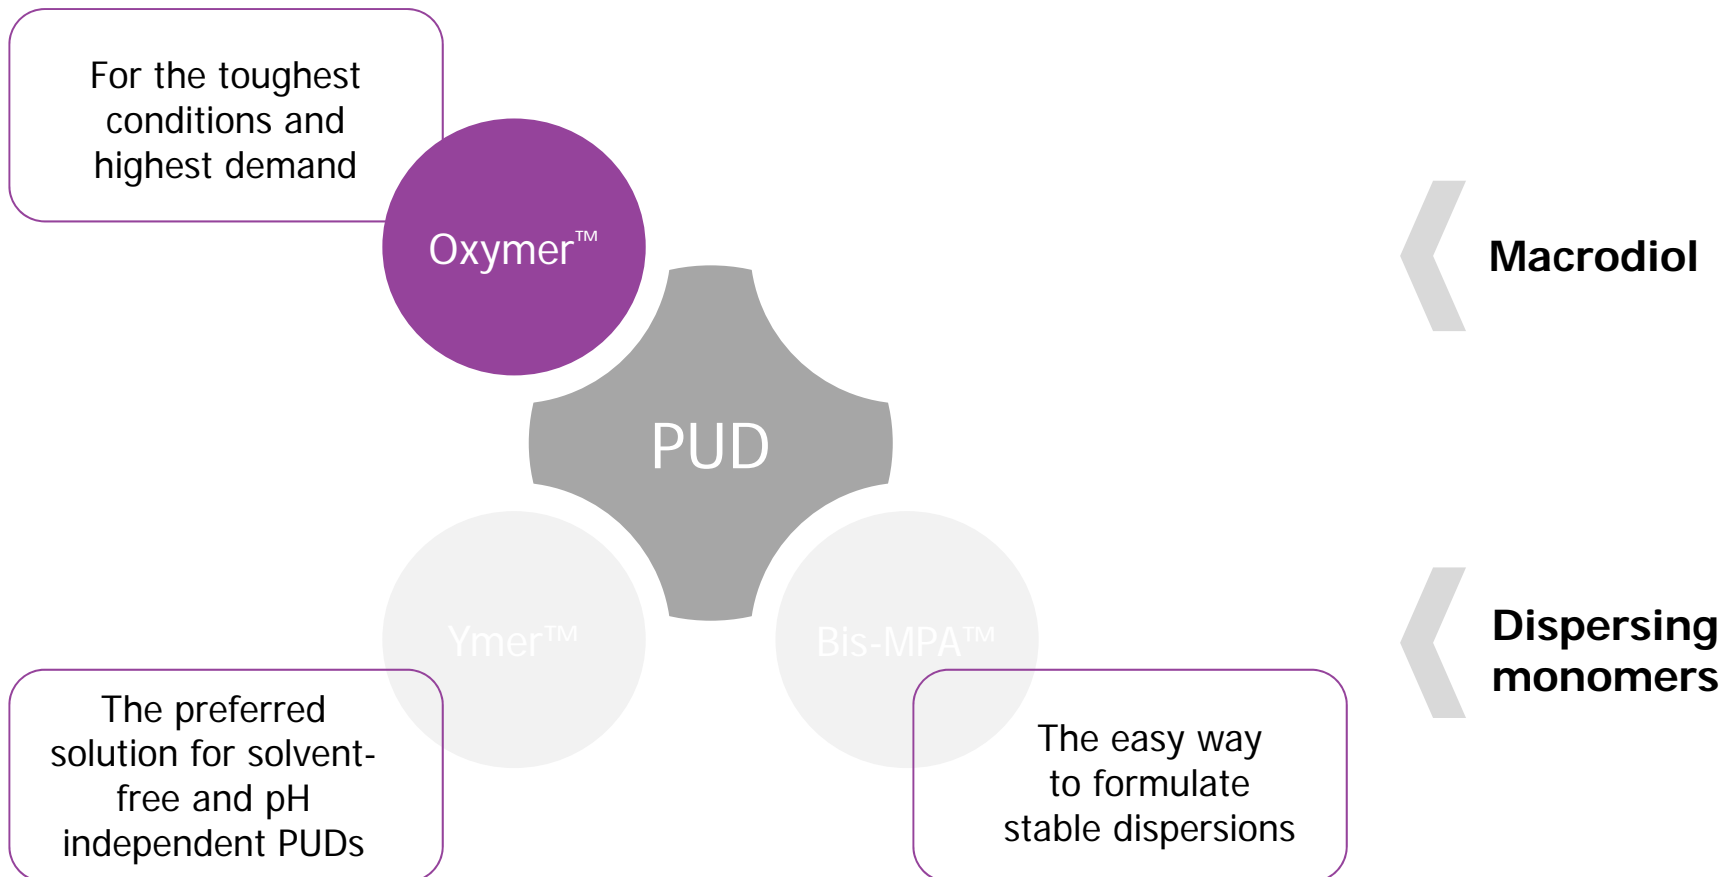 For the toughest
conditions and
highest demand
Oxymer™
Macrodiol
PUD
Ymer™
Bis-MPA™
Dispersing
monomers
The preferred
solution for solvent-
free and pH
independent PUDs
The easy way
to formulate
stable dispersions